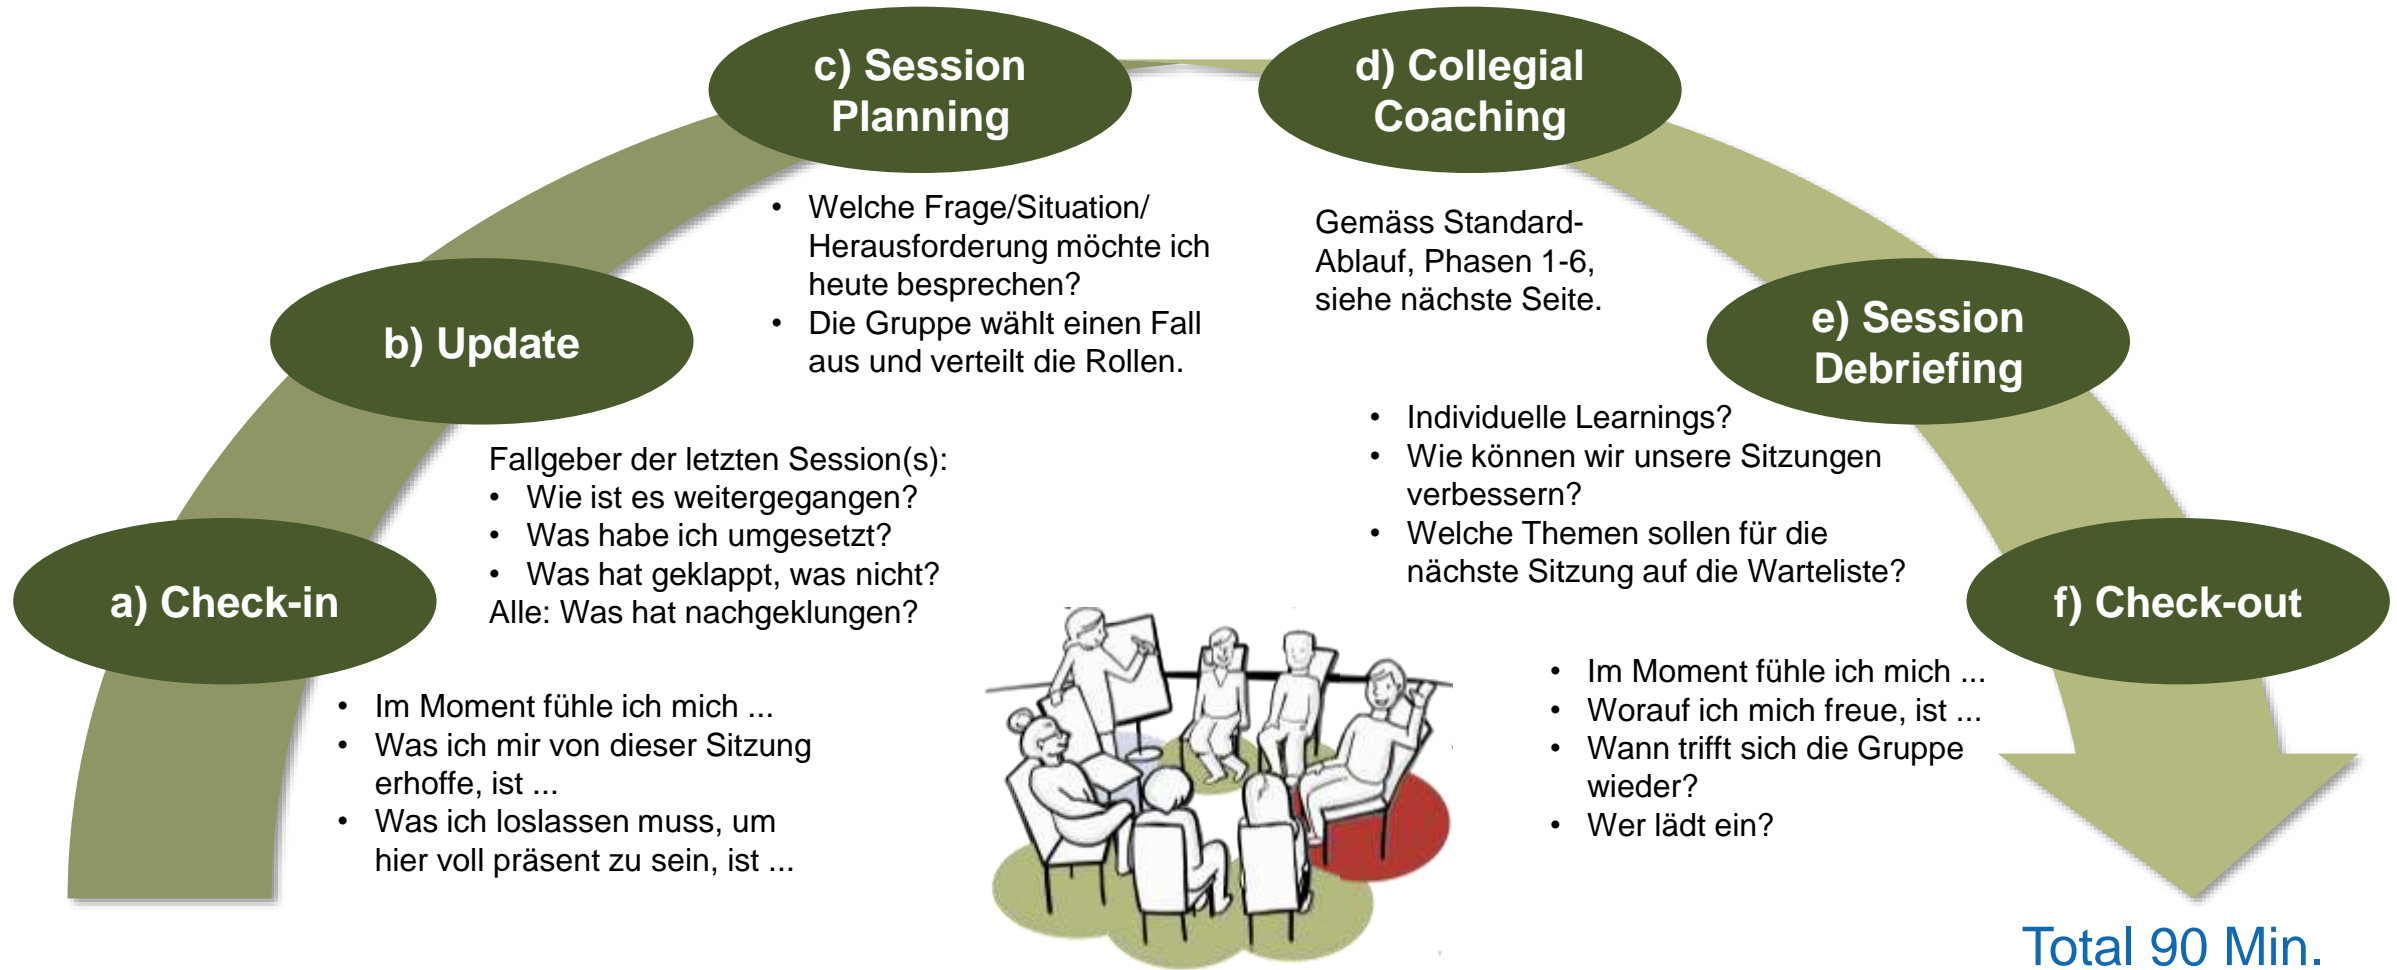 a) Check-in
• Im Moment fühle ich mich ...
• Was ich mir von dieser Sitzung
erhoffe, ist ...
• Was ich loslassen muss, um
hier voll präsent zu sein, ist ...
b) Update
Fallgeber der letzten Session(s):
• Wie ist es weitergegangen?
• Was habe ich umgesetzt?
• Was hat geklappt, was nicht?
Alle: Was hat nachgeklungen?
c) Session
Planning
• Welche Frage/Situation/
Herausforderung möchte ich
heute besprechen?
• Die Gruppe wählt einen Fall
aus und verteilt die Rollen.
d) Collegial
Coaching
Gemäss Standard-
Ablauf, Phasen 1-6,
siehe nächste Seite.
e) Session
Debriefing
• Individuelle Learnings?
• Wie können wir unsere Sitzungen
verbessern?
• Welche Themen sollen für die
nächste Sitzung auf die Warteliste?
f) Check-out
• Im Moment fühle ich mich ...
• Worauf ich mich freue, ist ...
• Wann trifft sich die Gruppe
wieder?
• Wer lädt ein?
Total 90 Min.